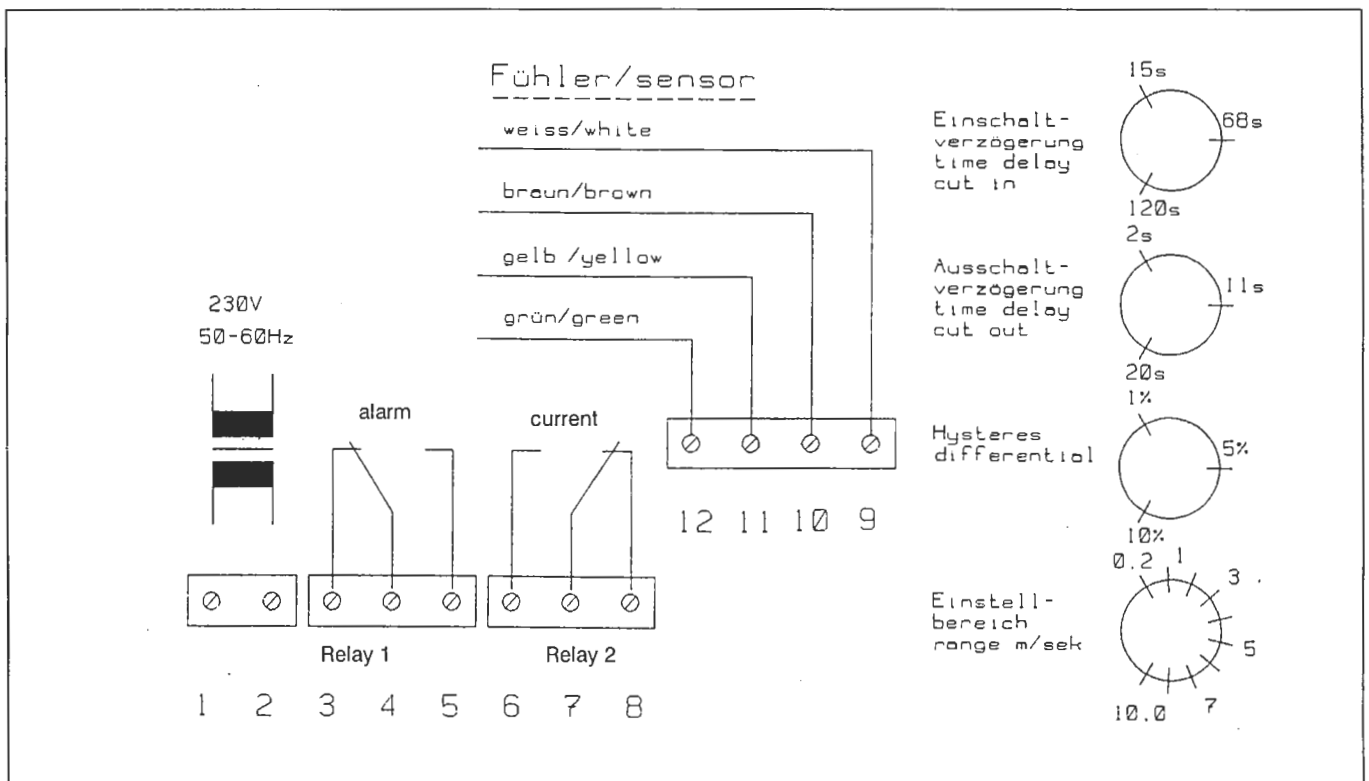 Fühler/sensor
weiss/white
braun/brown
gelb /yellow
grün/green
230V
50-60Hz
alarm
current
12 11 10 9
Relay 1
Relay 2
1 2 3 4 5 6 7 8
Einschalt-
verzögerung
time delay
cut in
15s
68s
120s
Ausschalt-
verzögerung
time delay
cut out
2s
11s
20s
Hysteres
differential
1%
5%
10%
Einstell-
bereich
range m/sek
0.2
1
3
5
7
10.0